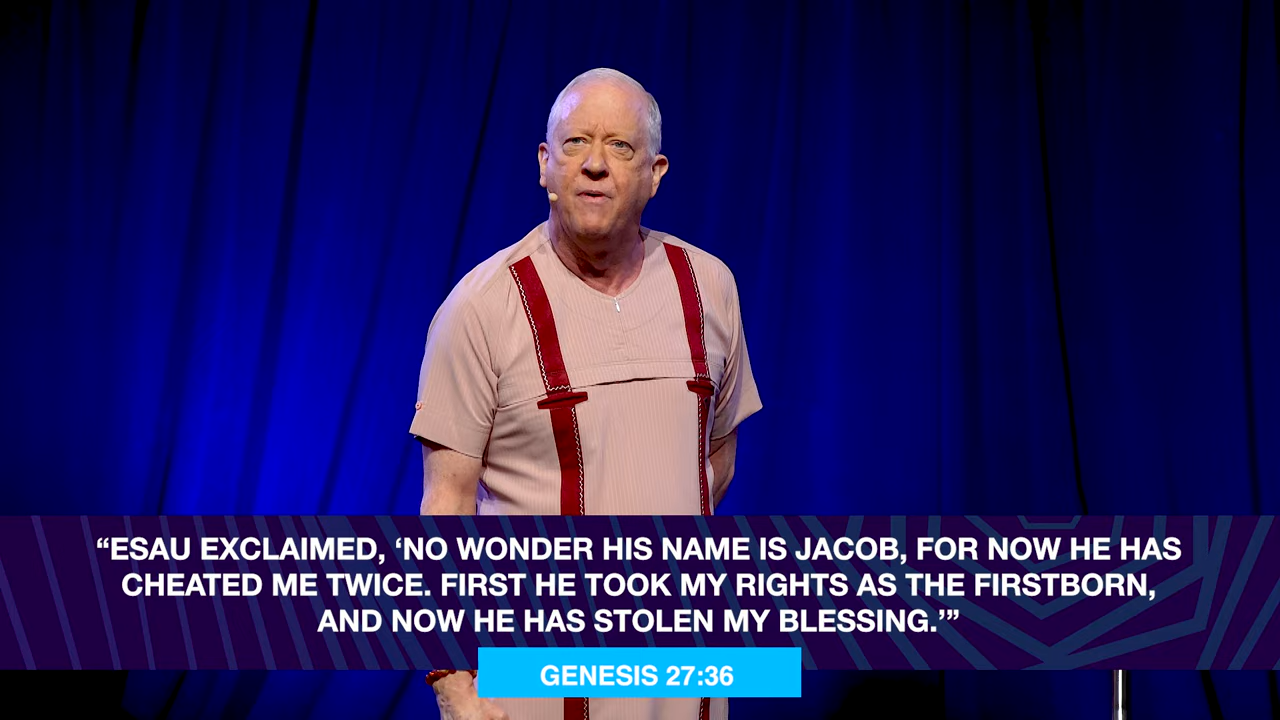 “ESAU EXCLAIMED, ‘NO WONDER HIS NAME IS JACOB, FOR NOW HE HAS
CHEATED ME TWICE. FIRST HE TOOK MY RIGHTS AS THE FIRSTBORN,
AND NOW HE HAS STOLEN MY BLESSING.’”
GENESIS 27:36